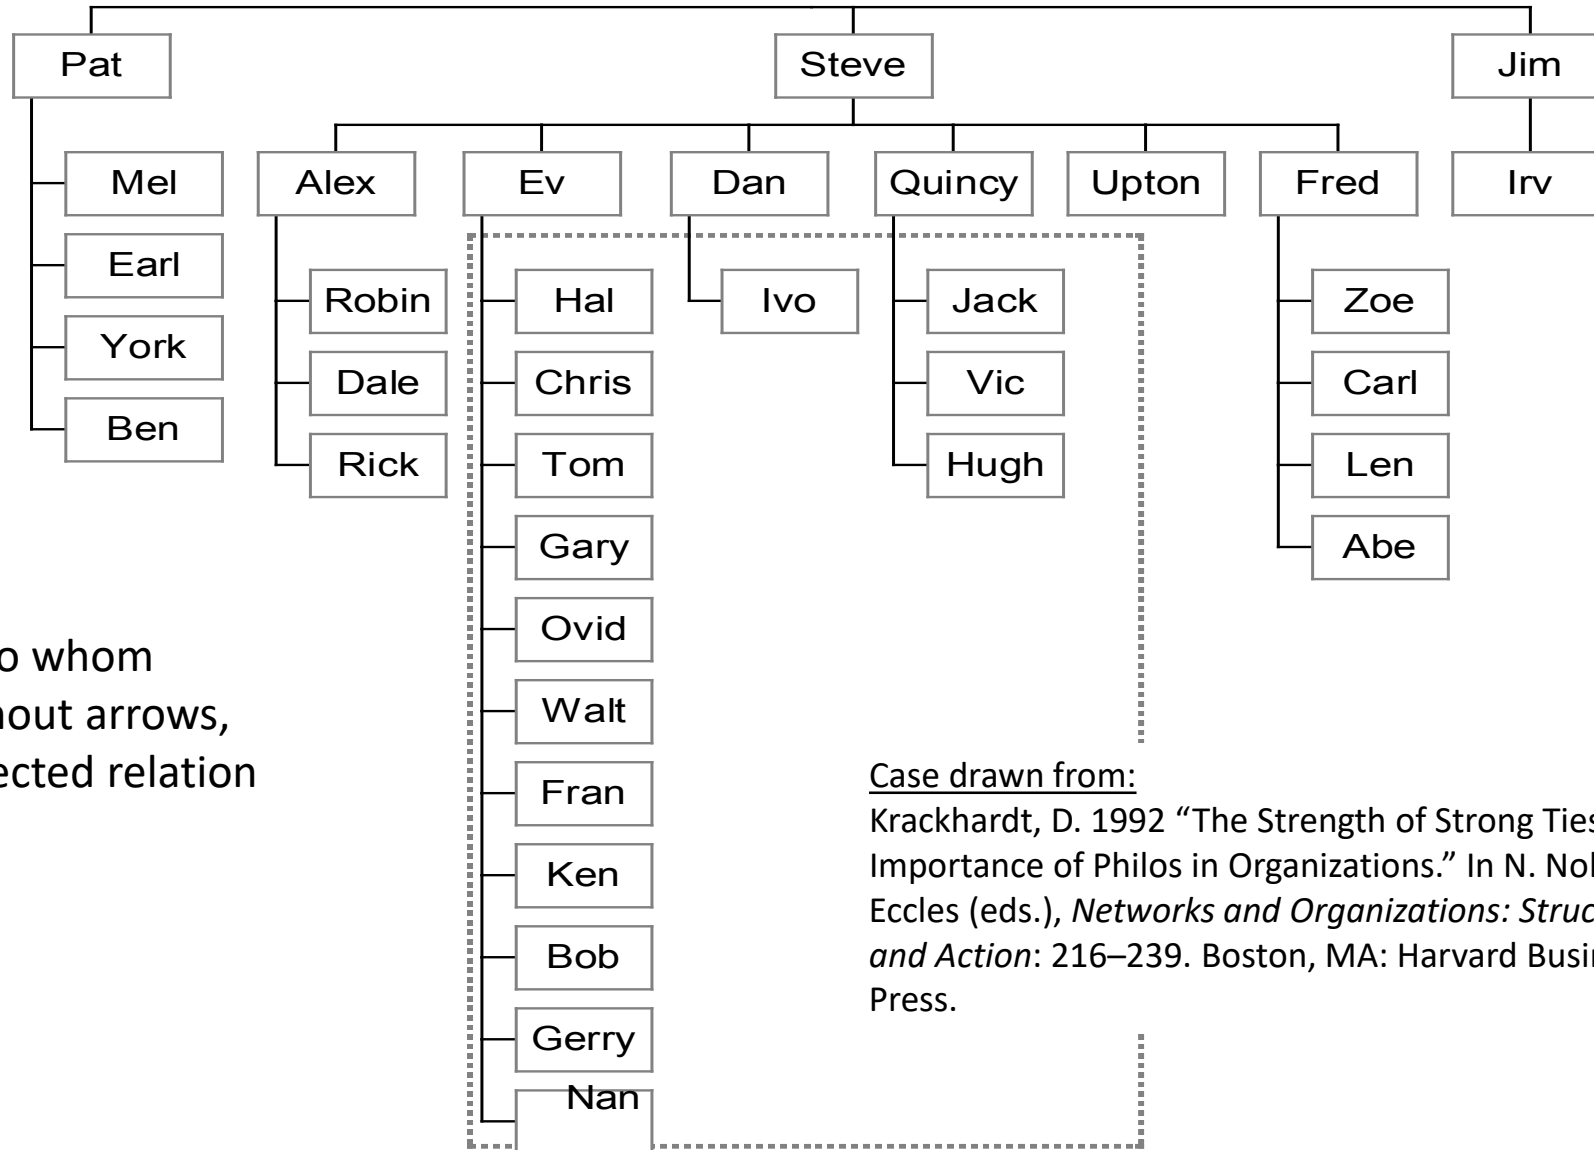 Pat
Steve
Jim
Mel
Alex
Ev
Dan
Quincy
Upton
Fred
Irv
Earl
York
Ben
Robin
Dale
Rick
Hal
Chris
Tom
Gary
Ovid
Walt
Fran
Ken
Bob
Gerry
Nan
Ivo
Jack
Vic
Hugh
Zoe
Carl
Len
Abe
o whom
hout arrows,
ected relation
Case drawn from:
Krackhardt, D. 1992 “The Strength of Strong Ties
Importance of Philos in Organizations.” In N. Noh
Eccles (eds.), Networks and Organizations: Struc
and Action: 216–239. Boston, MA: Harvard Busi
Press.